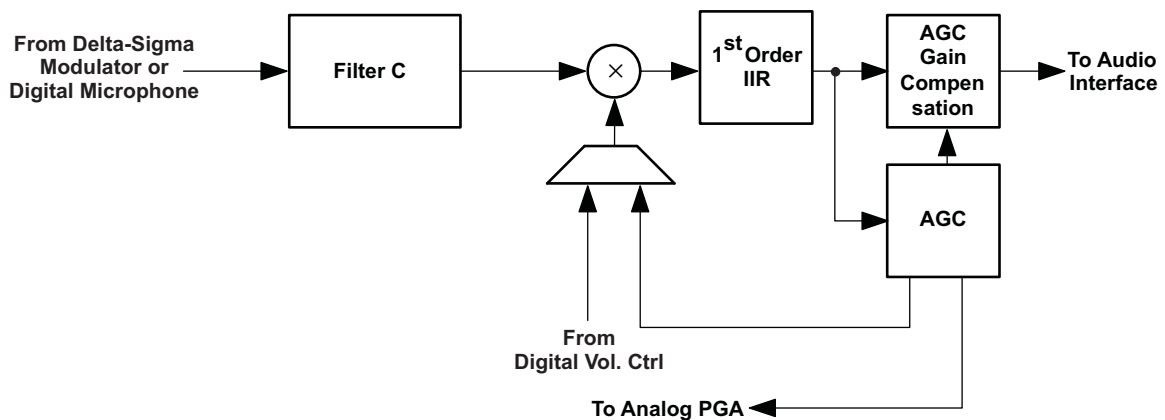 From Delta-Sigma
Modulator or
Digital Microphone
Filter C
×
1st Order
IIR
AGC
Gain
Compen
sation
To Audio
Interface
AGC
From
Digital Vol. Ctrl
To Analog PGA